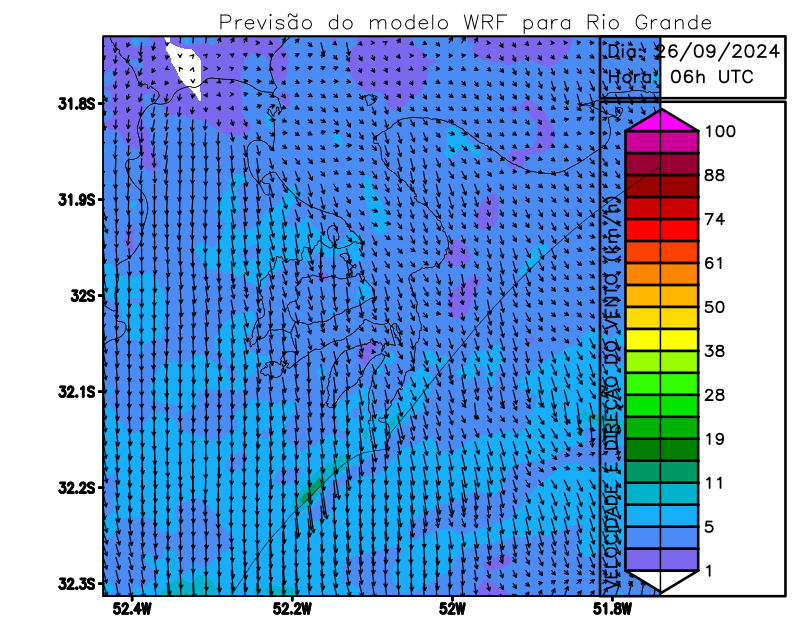 Previsão do modelo WRF para Rio Grande
Dia: 26/09/2024
Hora: 06h UTC
VELOCIDADE E DIREÇÃO DO VENTO (km/h)
100
88
74
61
50
38
28
19
11
5
1
31.8S
31.9S
32S
32.1S
32.2S
32.3S
52.4W
52.2W
52W
51.8W